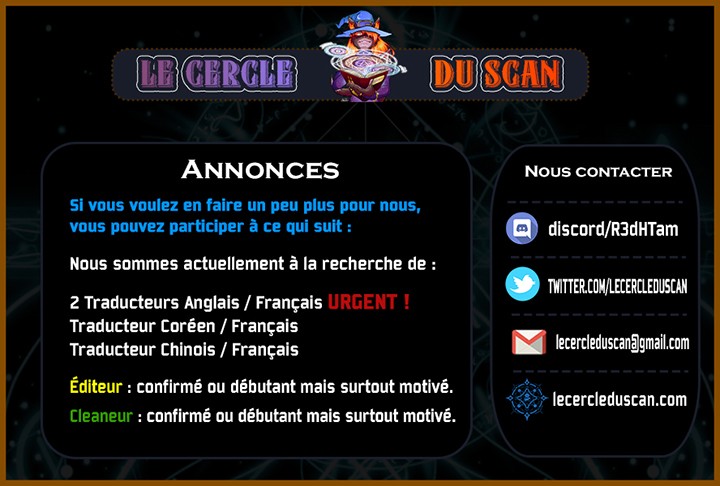 LE CERCLE DU SCAN
ANNONCES
Si vous voulez en faire un peu plus pour nous,
vous pouvez participer à ce qui suit :
Nous sommes actuellement à la recherche de :
2 Traducteurs Anglais / Français URGENT !
Traducteur Coréen / Français
Traducteur Chinois / Français
Éditeur : confirmé ou débutant mais surtout motivé.
Cleaneur : confirmé ou débutant mais surtout motivé.
NOUS CONTACTER
discord/R3dHTam
TWITTER.COM/LECERCLEDUSCAN
lecercleduscan@gmail.com
lecercleduscan.com